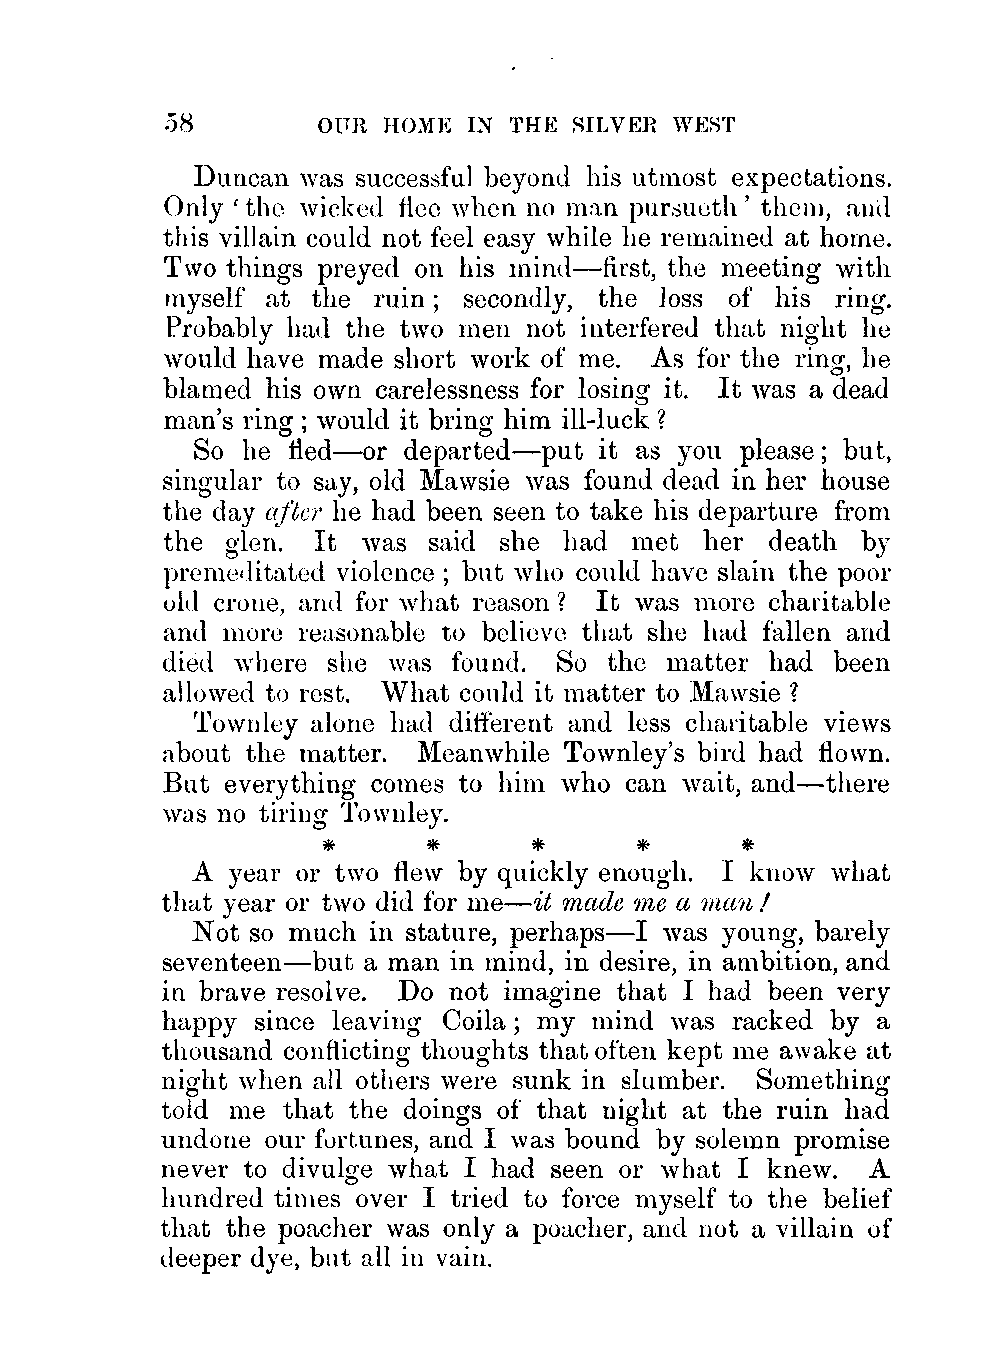 58 OUR HOME IN THE SILVER WEST
Duncan was successful beyond his utmost expectations.
Only ‘the wicked flee when no man pursueth’ them, and
this villain could not feel easy while he remained at home.
Two things preyed on his mind—first, the meeting with
myself at the ruin; secondly, the loss of his ring.
Probably had the two men not interfered that night he
would have made short work of me. As for the ring, he
blamed his own carelessness for losing it. It was a dead
man's ring; would it bring him ill-luck?
So he fled—or departed—put it as you please; but,
singular to say, old Mawsie was found dead in her house
the day after he had been seen to take his departure from
the glen. It was said she had met her death by
premeditated violence; but who could have slain the poor
old crone, and for what reason? It was more charitable
and more reasonable to believe that she had fallen and
died where she was found. So the matter had been
allowed to rest. What could it matter to Mawsie?
Townley alone had different and less charitable views
about the matter. Meanwhile Townley's bird had flown.
But everything comes to him who can wait, and—there
was no tiring Townley.
* * * * *
A year or two flew by quickly enough. I know what
that year or two did for me—it made me a man!
Not so much in stature, perhaps—I was young, barely
seventeen—but a man in mind, in desire, in ambition, and
in brave resolve. Do not imagine that I had been very
happy since leaving Coila; my mind was racked by a
thousand conflicting thoughts that often kept me awake at
night when all others were sunk in slumber. Something
told me that the doings of that night at the ruin had
undone our fortunes, and I was bound by solemn promise
never to divulge what I had seen or what I knew. A
hundred times over I tried to force myself to the belief
that the poacher was only a poacher, and not a villain of
deeper dye, but all in vain.